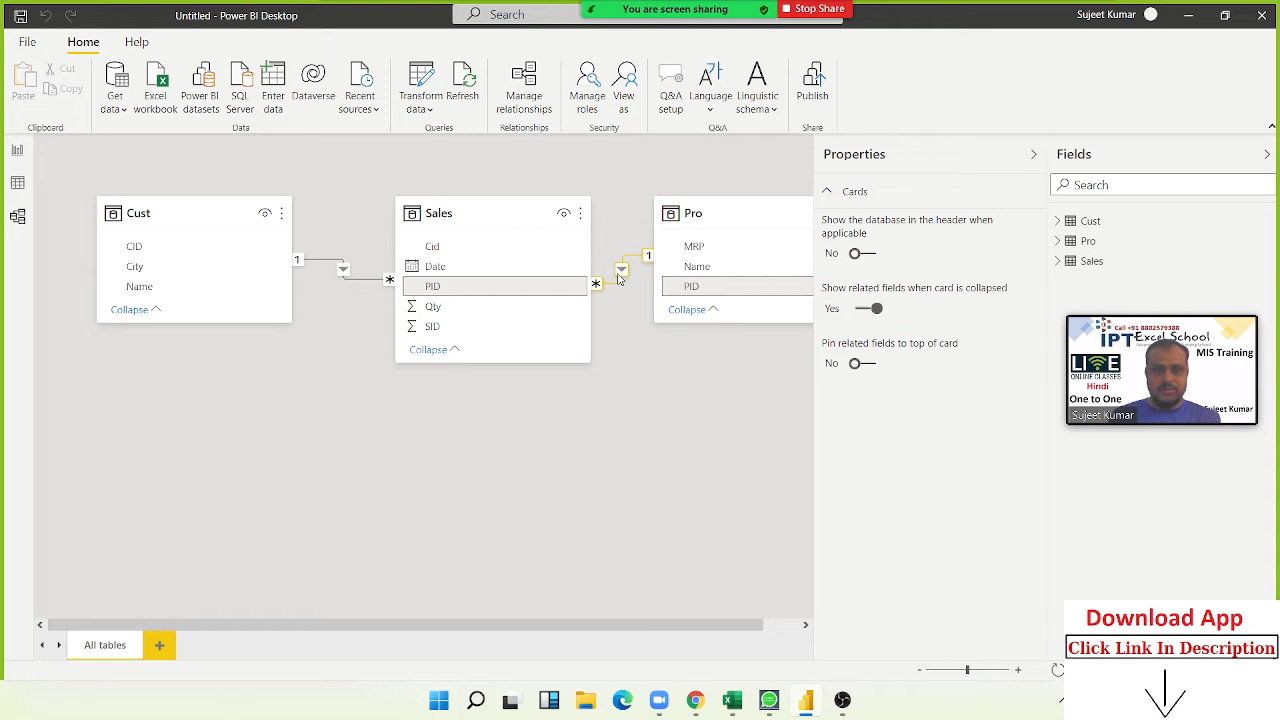 Untitled - Power BI Desktop
Search
You are screen sharing
Stop Share
Sujeet Kumar
File
Home
Help
Paste
Cut
Copy
Get data
Excel workbook
Power BI datasets
SQL Server
Enter data
Dataverse
Recent sources
Transform data
Refresh
Manage relationships
Manage roles
View as
Q&A setup
Language
Linguistic schema
Publish
Clipboard
Data
Queries
Relationships
Security
Q&A
Share
Cust
CID
City
Name
Collapse
1
*
Sales
Cid
Date
PID
Qty
SID
Collapse
*
1
Pro
MRP
Name
PID
Collapse
Properties
Cards
Show the database in the header when applicable
No
Show related fields when card is collapsed
Yes
Pin related fields to top of card
No
Fields
Search
Cust
Pro
Sales
Call +91 8802579388
IPT Excel School
MIS Training
LIVE
ONLINE CLASSES
Hindi
One to One
Sujeet Kumar
Sujeet Kumar
All tables
Download App
Click Link In Description